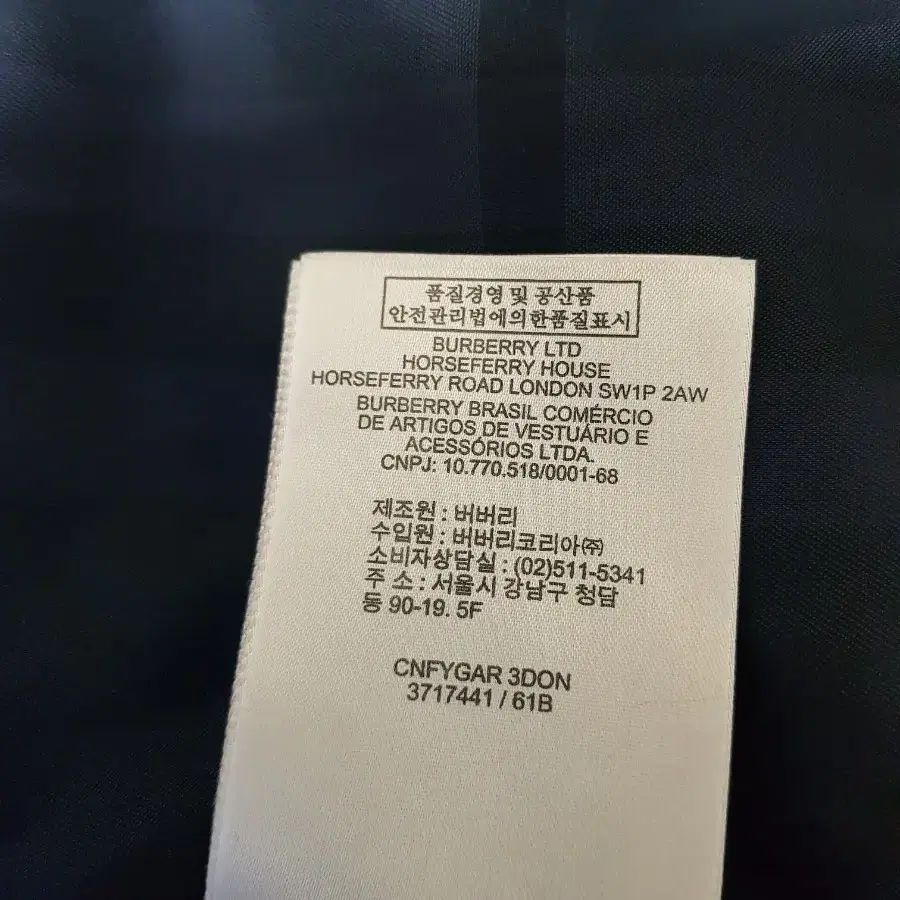 품질경영 및 공산품
안전관리법에의한품질표시
BURBERRY LTD
HORSEFERRY HOUSE
HORSEFERRY ROAD LONDON SW1P 2AW
BURBERRY BRASIL COMÉRCIO
DE ARTIGOS DE VESTUÁRIO E
ACESSÓRIOS LTDA.
CNPJ: 10.770.518/0001-68
제조원 : 버버리
수입원 : 버버리코리아㈜
소비자상담실 : (02)511-5341
주 소 : 서울시 강남구 청담
동 90-19. 5F
CNFYGAR 3DON
3717441 / 61B